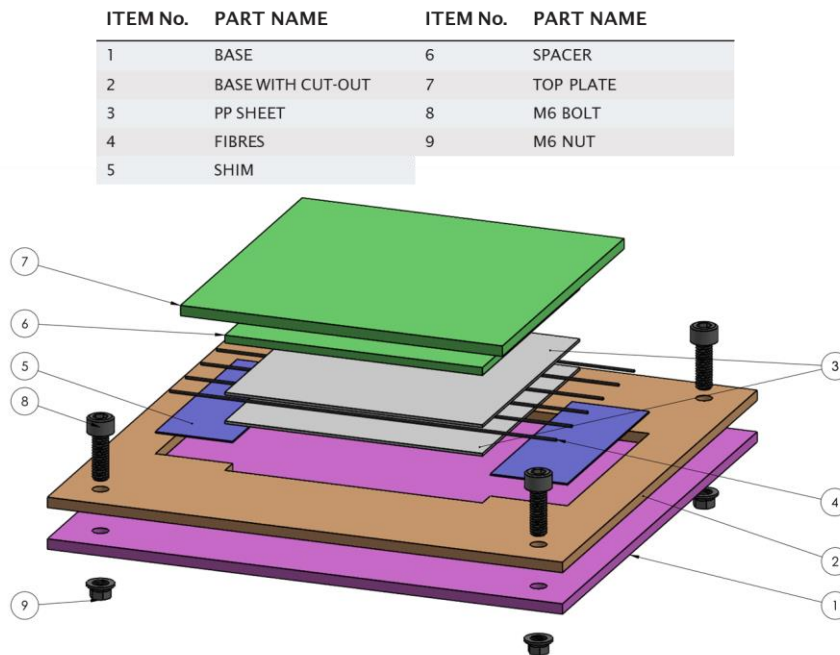 ITEM No. PART NAME ITEM No. PART NAME
1 BASE 6 SPACER
2 BASE WITH CUT-OUT 7 TOP PLATE
3 PP SHEET 8 M6 BOLT
4 FIBRES 9 M6 NUT
5 SHIM
7
6
3
5
8
4
2
9
1